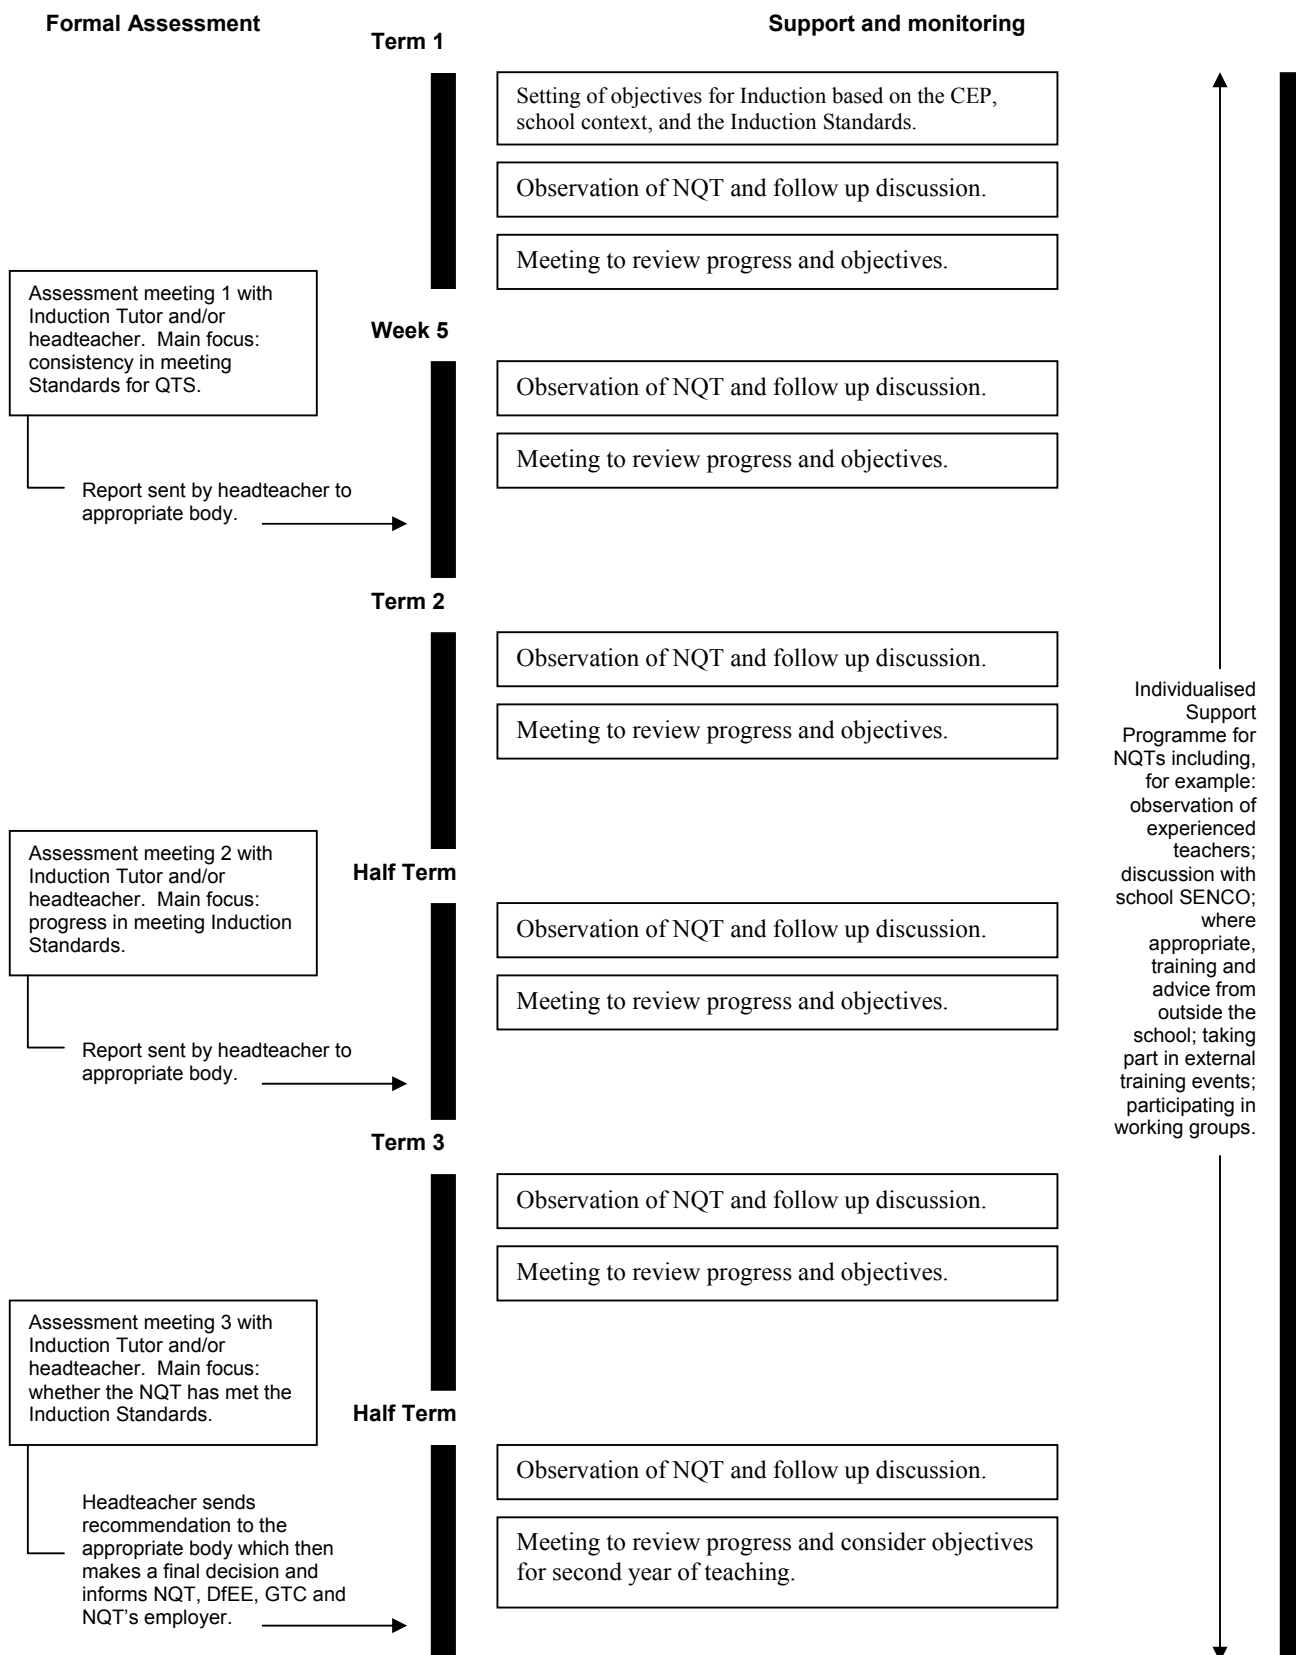 Formal Assessment
Term 1
Support and monitoring
Setting of objectives for Induction based on the CEP,
school context, and the Induction Standards.
Observation of NQT and follow up discussion.
Meeting to review progress and objectives.
Assessment meeting 1 with
Induction Tutor and/or
headteacher.  Main focus:
consistency in meeting
Standards for QTS.
Week 5
Observation of NQT and follow up discussion.
Meeting to review progress and objectives.
Report sent by headteacher to
appropriate body.
Term 2
Observation of NQT and follow up discussion.
Meeting to review progress and objectives.
Individualised
Support
Programme for
NQTs including,
for example:
observation of
experienced
teachers;
discussion with
school SENCO;
where
appropriate,
training and
advice from
outside the
school; taking
part in external
training events;
participating in
working groups.
Assessment meeting 2 with
Induction Tutor and/or
headteacher.  Main focus:
progress in meeting Induction
Standards.
Half Term
Observation of NQT and follow up discussion.
Meeting to review progress and objectives.
Report sent by headteacher to
appropriate body.
Term 3
Observation of NQT and follow up discussion.
Meeting to review progress and objectives.
Assessment meeting 3 with
Induction Tutor and/or
headteacher.  Main focus:
whether the NQT has met the
Induction Standards.
Half Term
Observation of NQT and follow up discussion.
Meeting to review progress and consider objectives
for second year of teaching.
Headteacher sends
recommendation to the
appropriate body which then
makes a final decision and
informs NQT, DfEE, GTC and
NQT's employer.